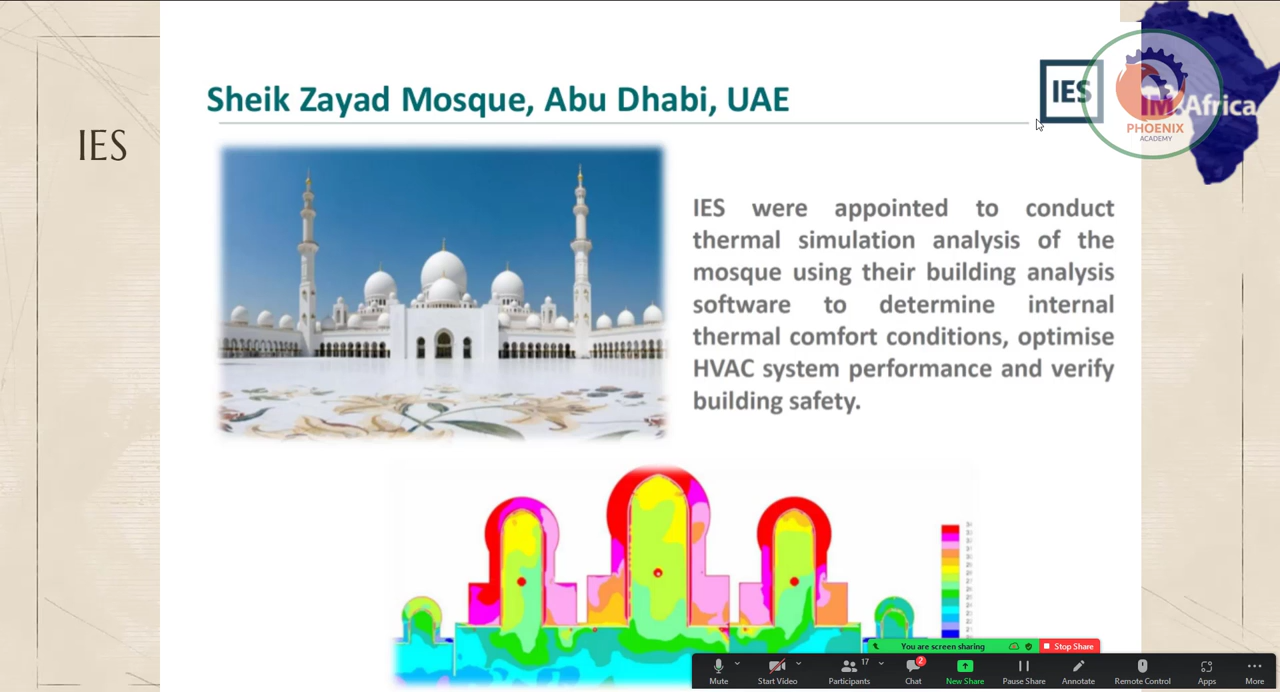 Sheik Zayad Mosque, Abu Dhabi, UAE
IES
IES
IM.Africa
PHOENIX
ACADEMY
IES were appointed to conduct
thermal simulation analysis of the
mosque using their building analysis
software to determine internal
thermal comfort conditions, optimise
HVAC system performance and verify
building safety.
You are screen sharing
Stop Share
17
2
Mute
Start Video
Participants
Chat
New Share
Pause Share
Annotate
Remote Control
Apps
More